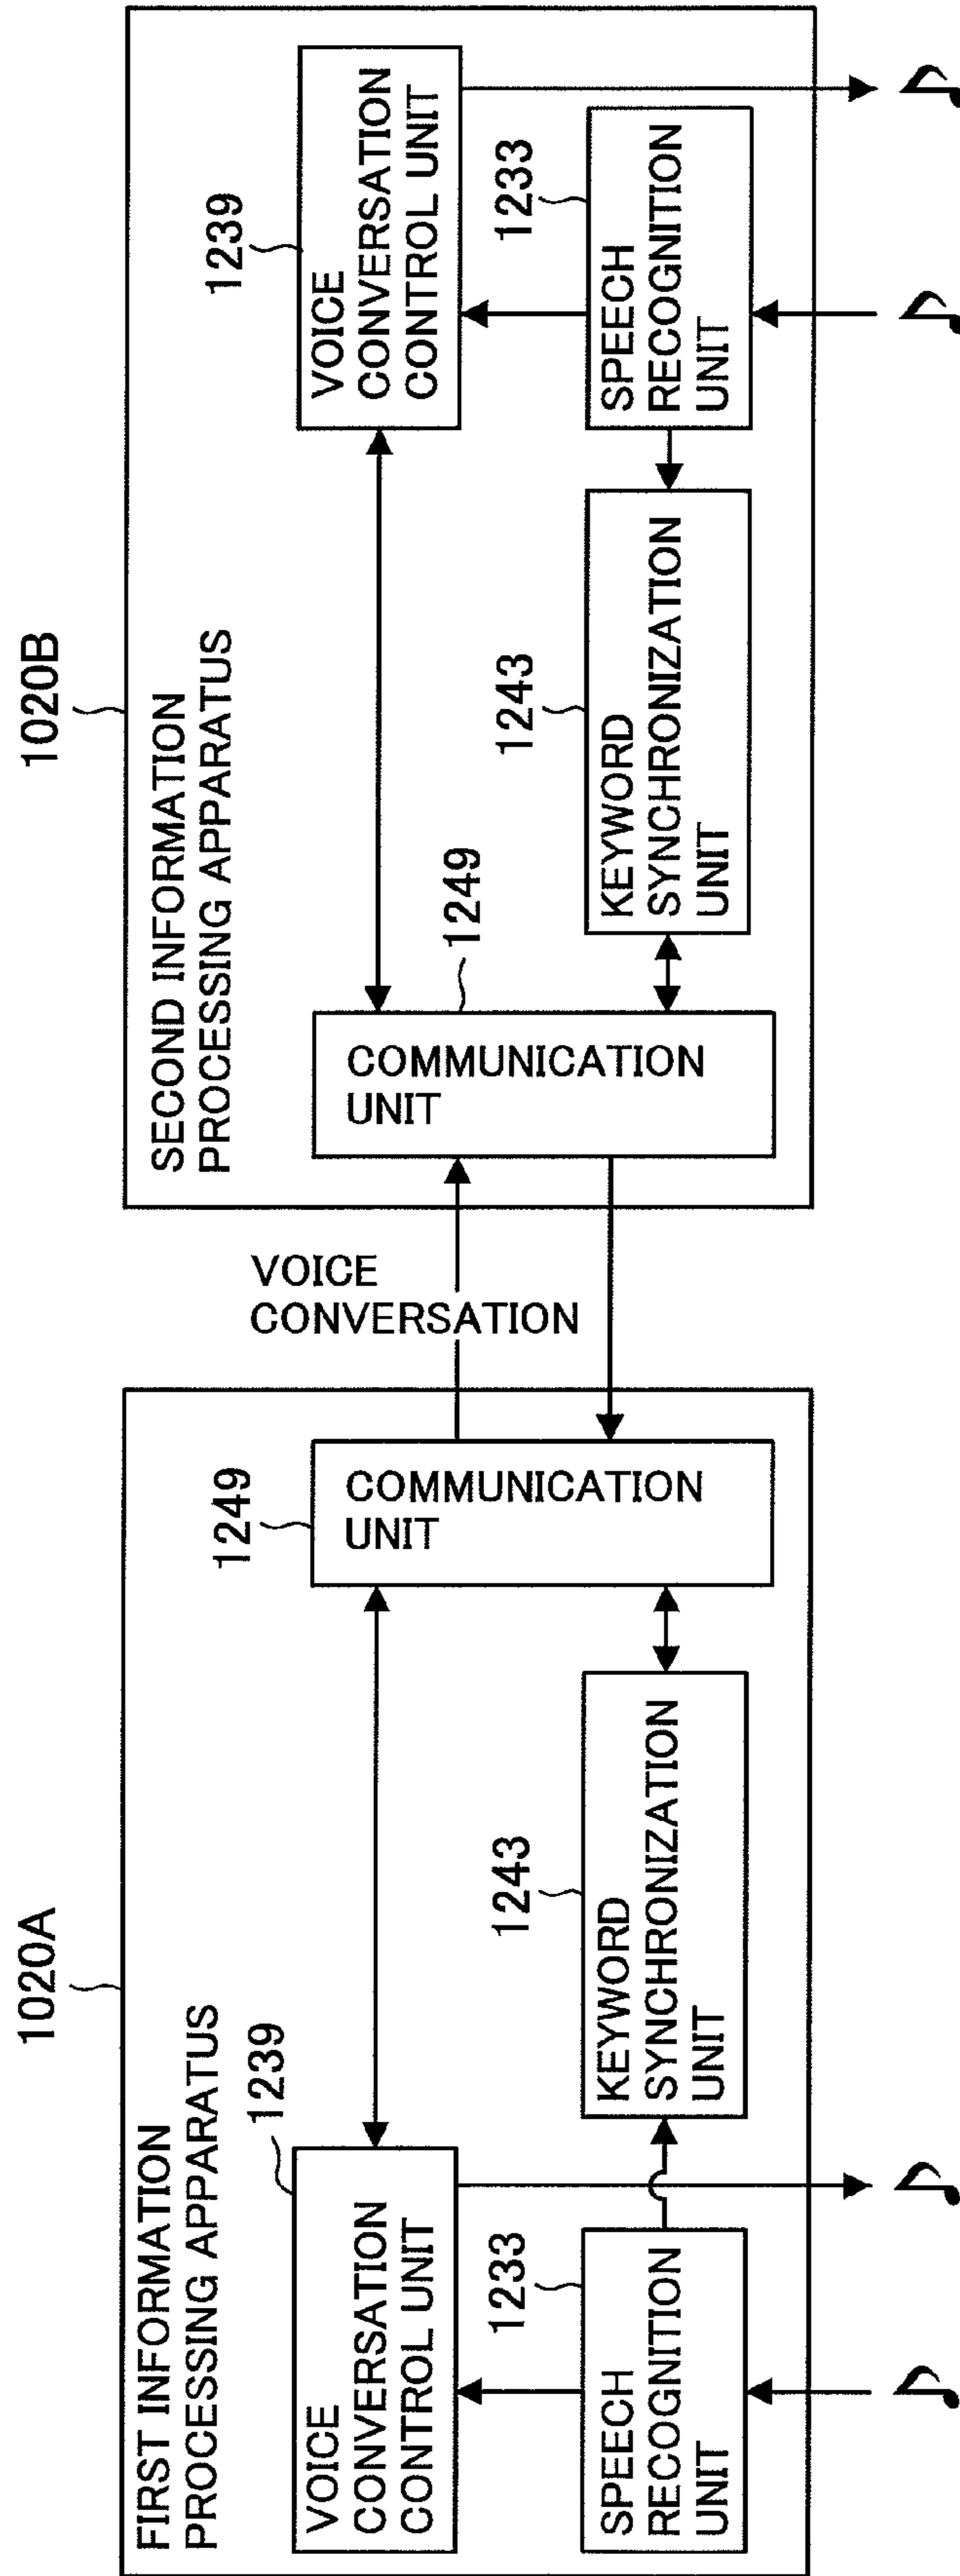 1020A
FIRST INFORMATION
PROCESSING APPARATUS
1239
VOICE
CONVERSATION
CONTROL UNIT
1233
SPEECH
RECOGNITION
UNIT
1243
KEYWORD
SYNCHRONIZATION
UNIT
1249
COMMUNICATION
UNIT
VOICE
CONVERSATION
1020B
SECOND INFORMATION
PROCESSING APPARATUS
1249
COMMUNICATION
UNIT
1243
KEYWORD
SYNCHRONIZATION
UNIT
1239
VOICE
CONVERSATION
CONTROL UNIT
1233
SPEECH
RECOGNITION
UNIT